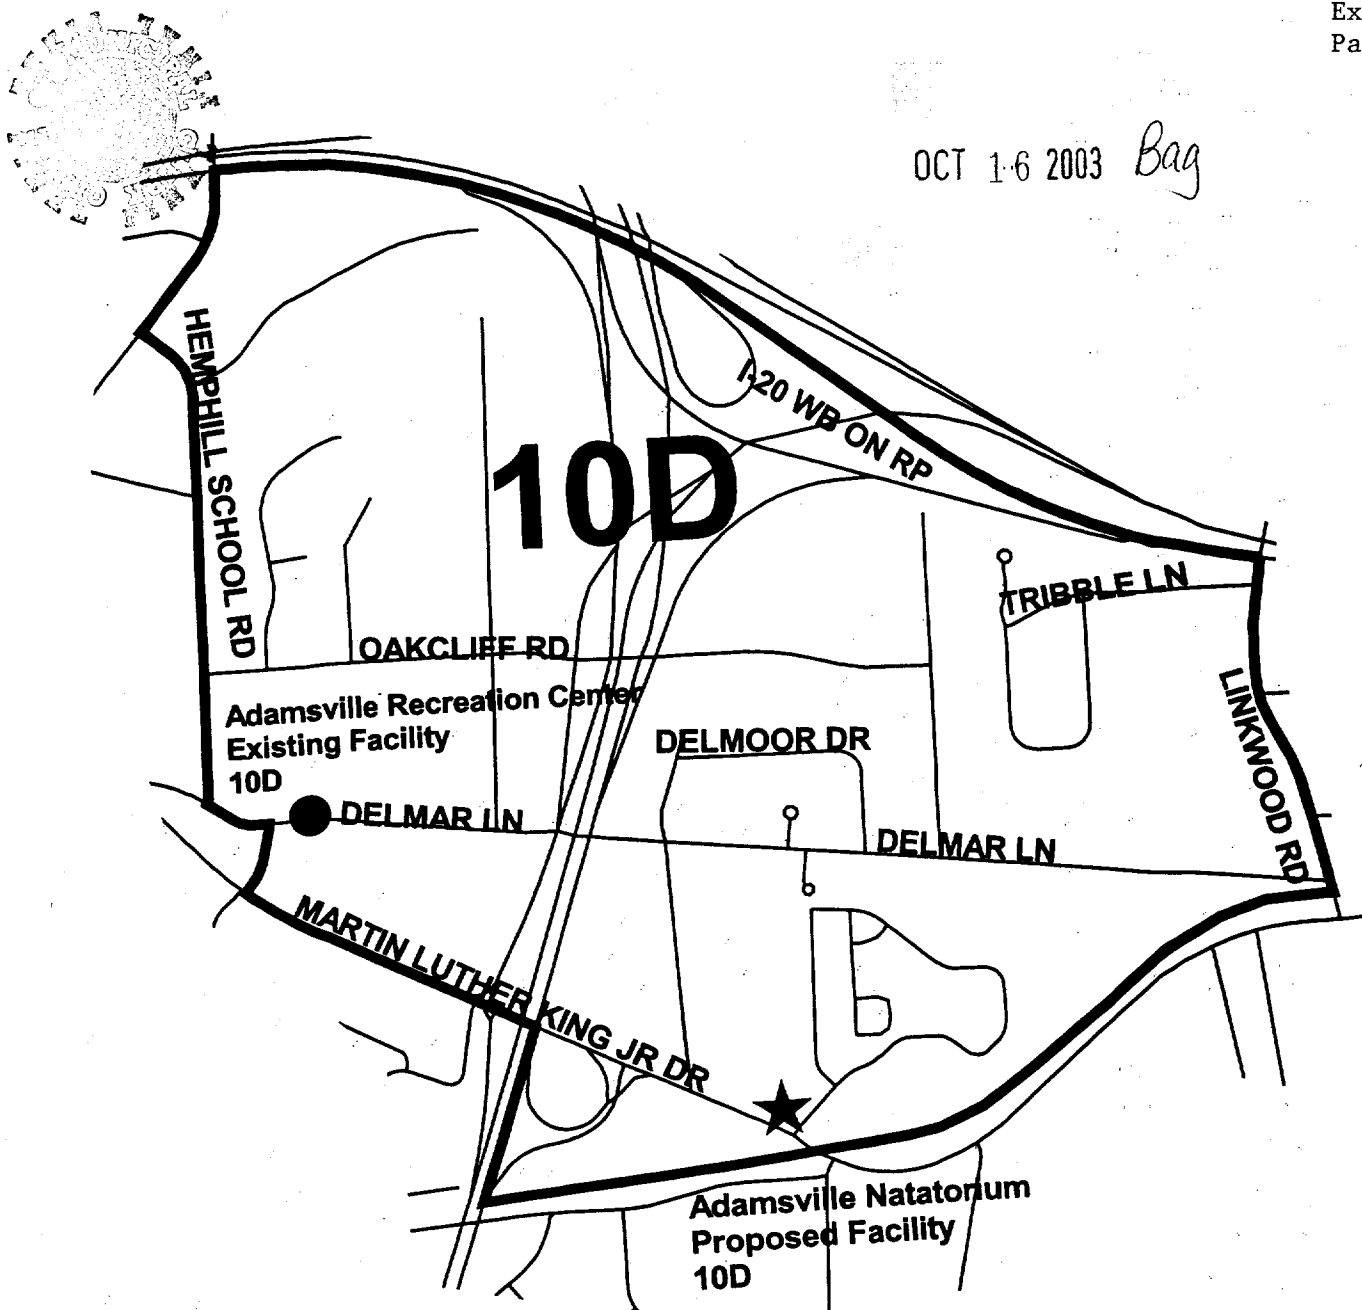 Ex
Pa
OCT 16 2003 Bag
HEMPHILL SCHOOL RD
I-20 WB ON RP
10D
TRIBBLE LN
OAKCLIFF RD
LINKWOOD RD
Adamsville Recreation Center
Existing Facility
10D
DELMOOR DR
DELMAR LN
DELMAR LN
MARTIN LUTHER KING JR DR
Adamsville Natatorium
Proposed Facility
10D